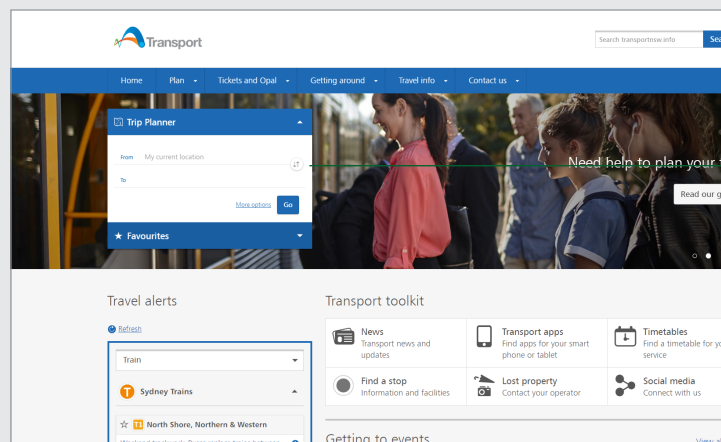 Transport
Search transportnsw.info
Home Plan Tickets and Opal Getting around Travel info Contact us
Trip Planner
From My current location
To
More options Go
Favourites
Need help to plan your
Read our
Travel alerts
Refresh
Train
Sydney Trains
T1 North Shore, Northern & Western
Transport toolkit
News
Transport news and
updates
Transport apps
Find apps for your smart
phone or tablet
Timetables
Find a timetable for
service
Find a stop
Information and facilities
Lost property
Contact your operator
Social media
Connect with us
Getting to events